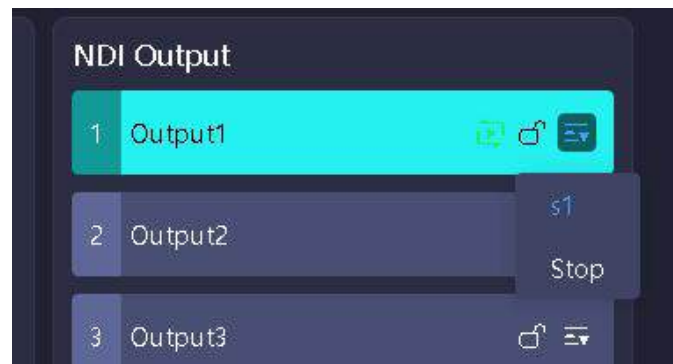 NDI Output
1 Output1
s1
2 Output2
Stop
3 Output3